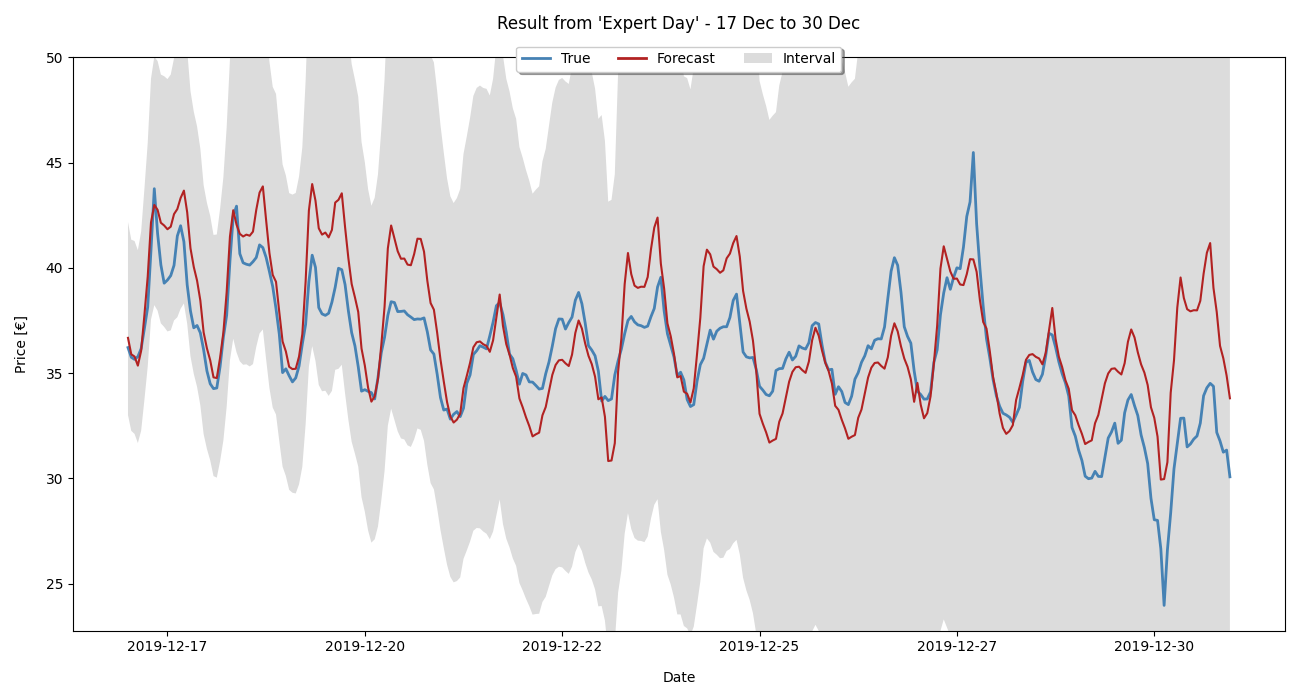 Result from 'Expert Day' - 17 Dec to 30 Dec
True Forecast Interval
50
45
40
35
30
25
Price [€]
2019-12-17 2019-12-20 2019-12-22 2019-12-25 2019-12-27 2019-12-30
Date